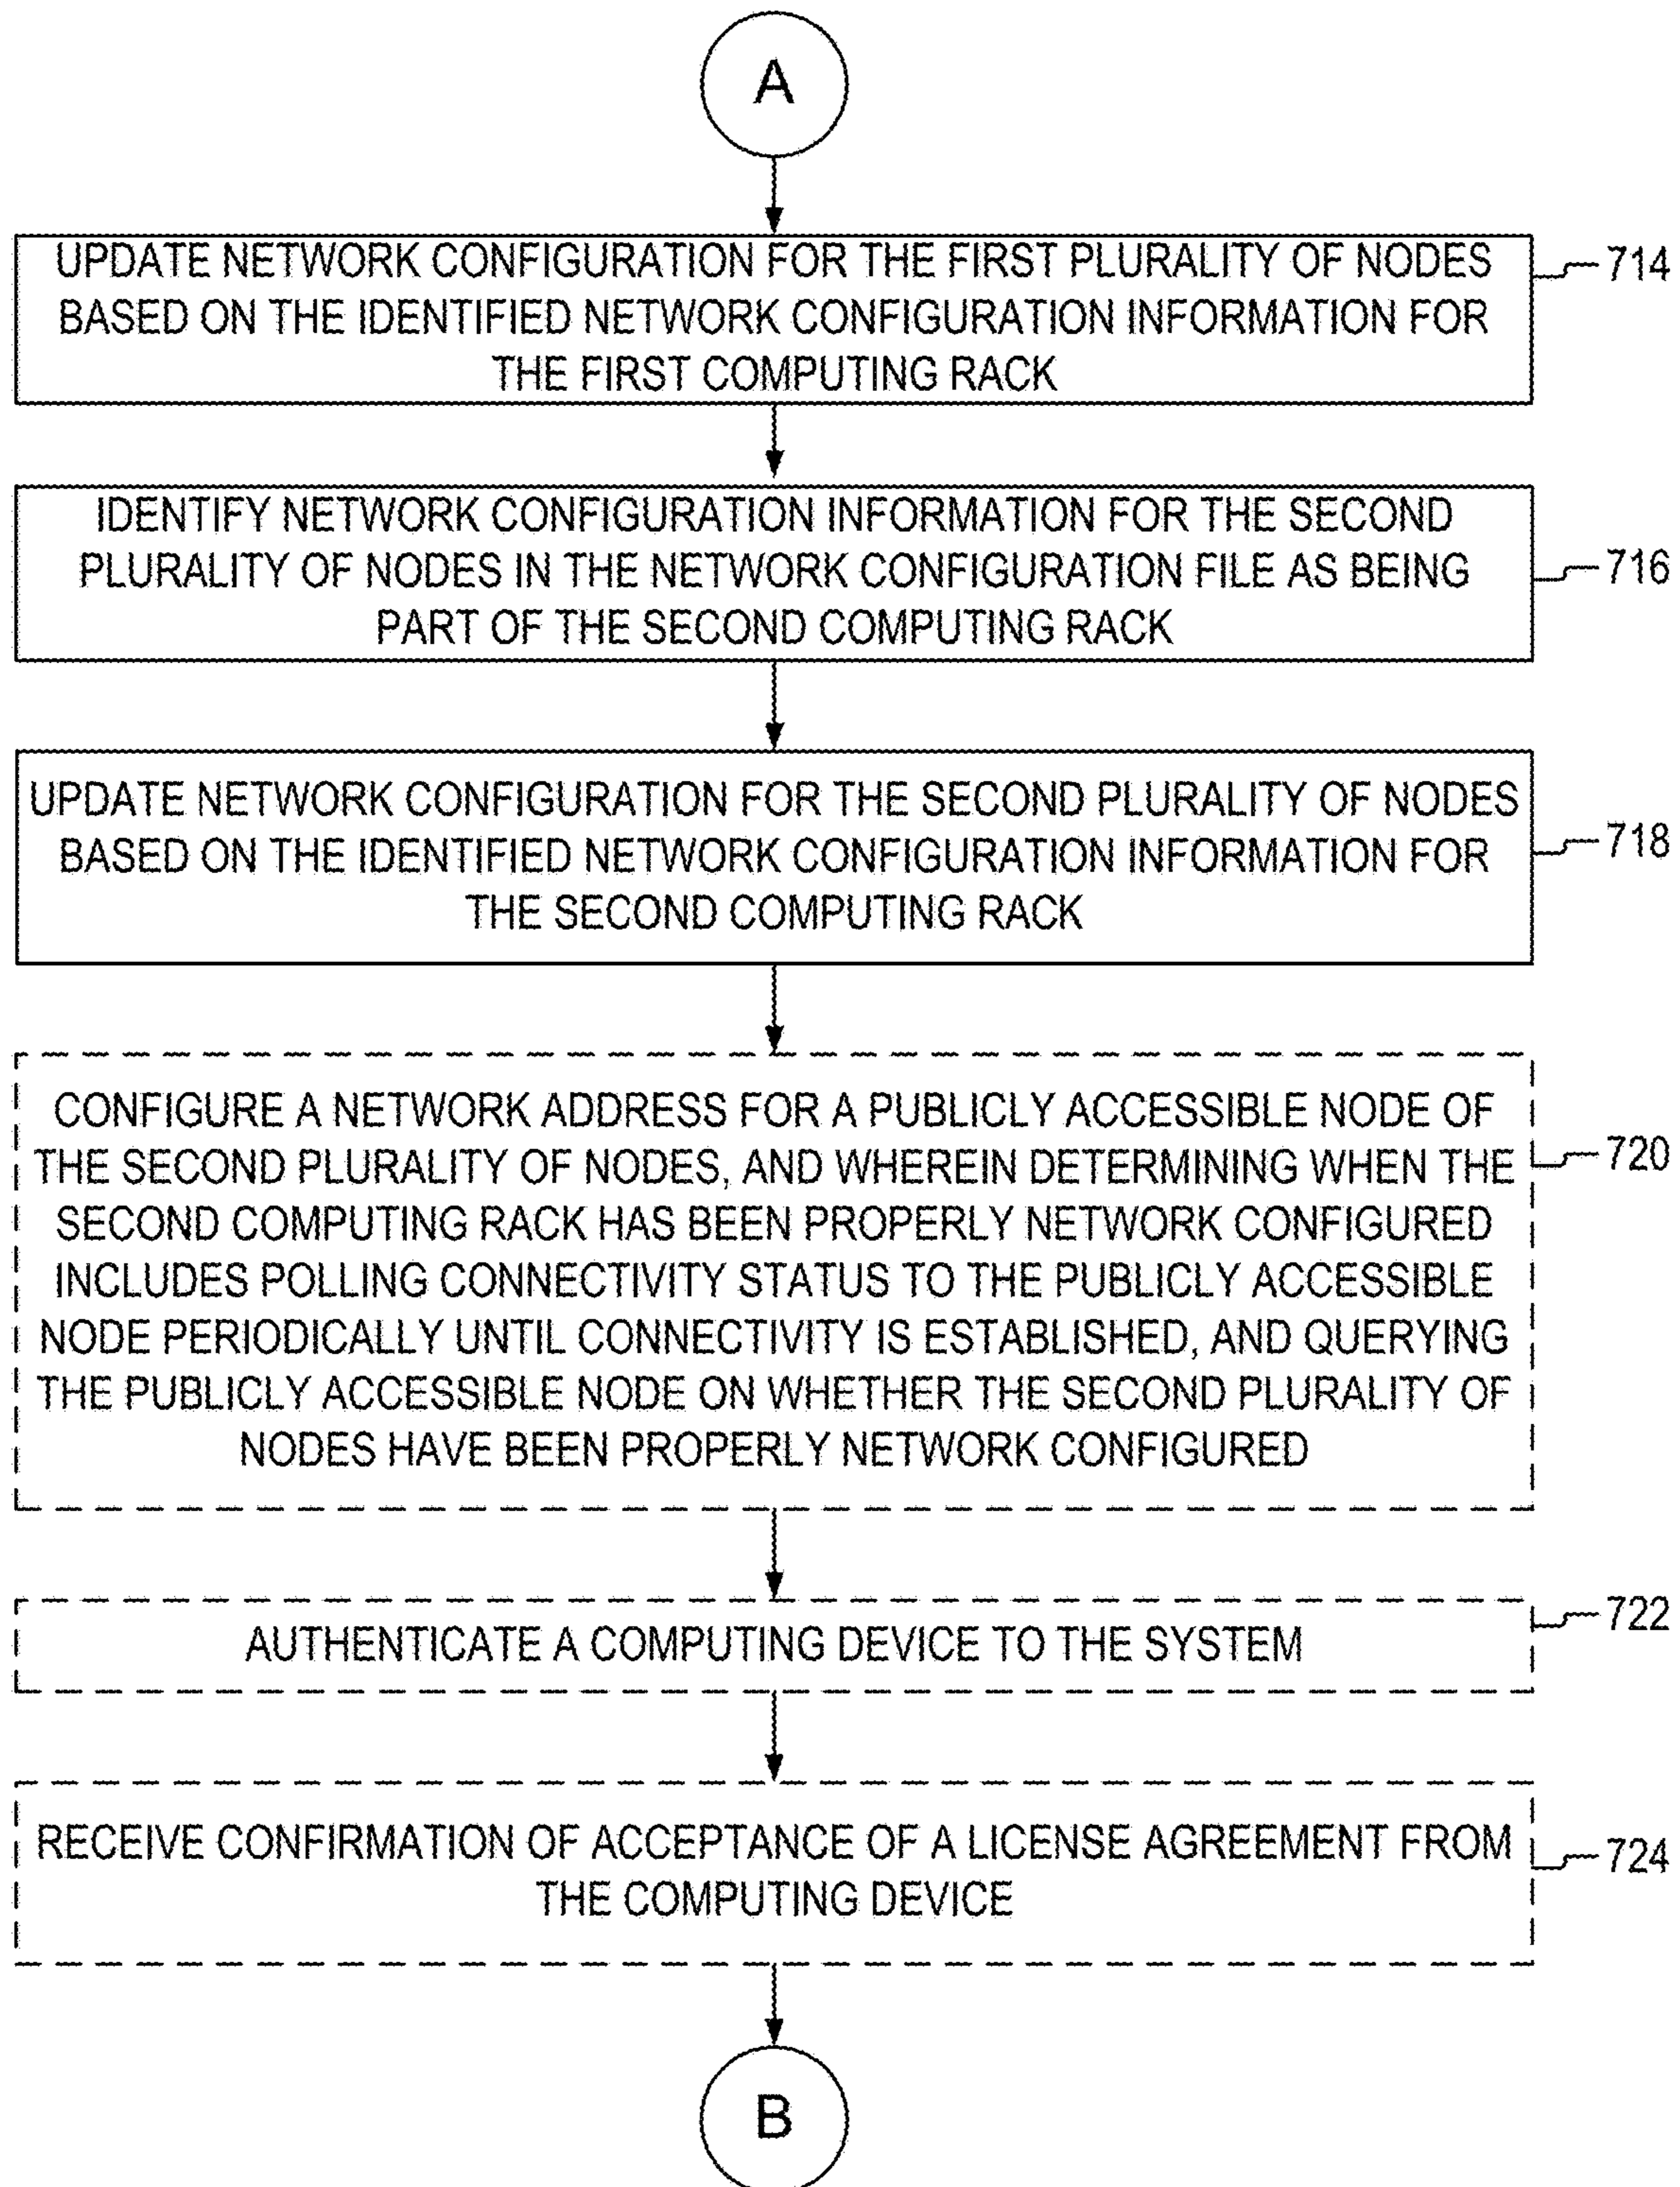 A
UPDATE NETWORK CONFIGURATION FOR THE FIRST PLURALITY OF NODES
BASED ON THE IDENTIFIED NETWORK CONFIGURATION INFORMATION FOR
THE FIRST COMPUTING RACK
714
IDENTIFY NETWORK CONFIGURATION INFORMATION FOR THE SECOND
PLURALITY OF NODES IN THE NETWORK CONFIGURATION FILE AS BEING
PART OF THE SECOND COMPUTING RACK
716
UPDATE NETWORK CONFIGURATION FOR THE SECOND PLURALITY OF NODES
BASED ON THE IDENTIFIED NETWORK CONFIGURATION INFORMATION FOR
THE SECOND COMPUTING RACK
718
CONFIGURE A NETWORK ADDRESS FOR A PUBLICLY ACCESSIBLE NODE OF
THE SECOND PLURALITY OF NODES, AND WHEREIN DETERMINING WHEN THE
SECOND COMPUTING RACK HAS BEEN PROPERLY NETWORK CONFIGURED
INCLUDES POLLING CONNECTIVITY STATUS TO THE PUBLICLY ACCESSIBLE
NODE PERIODICALLY UNTIL CONNECTIVITY IS ESTABLISHED, AND QUERYING
THE PUBLICLY ACCESSIBLE NODE ON WHETHER THE SECOND PLURALITY OF
NODES HAVE BEEN PROPERLY NETWORK CONFIGURED
720
AUTHENTICATE A COMPUTING DEVICE TO THE SYSTEM
722
RECEIVE CONFIRMATION OF ACCEPTANCE OF A LICENSE AGREEMENT FROM
THE COMPUTING DEVICE
724
B